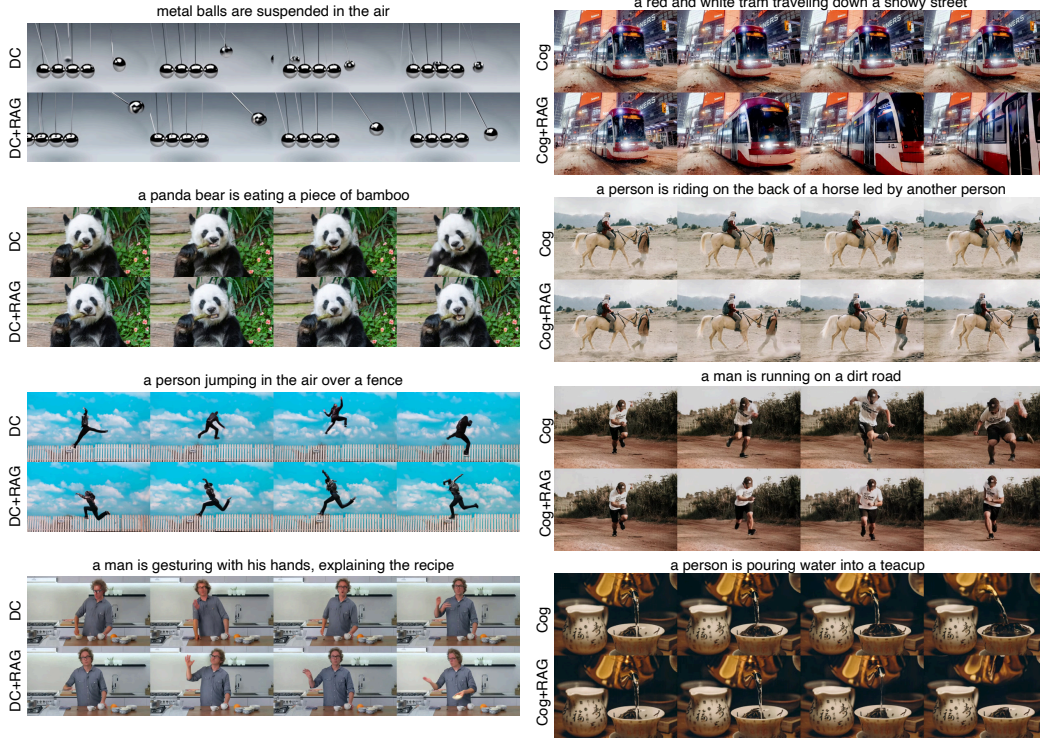 metal balls are suspended in the air
DC
DC+RAG
a panda bear is eating a piece of bamboo
DC
DC+RAG
a person jumping in the air over a fence
DC
DC+RAG
a man is gesturing with his hands, explaining the recipe
DC
DC+RAG
a red and white tram traveling down a snowy street
Cog
Cog+RAG
a person is riding on the back of a horse led by another person
Cog
Cog+RAG
a man is running on a dirt road
Cog
Cog+RAG
a person is pouring water into a teacup
Cog
Cog+RAG